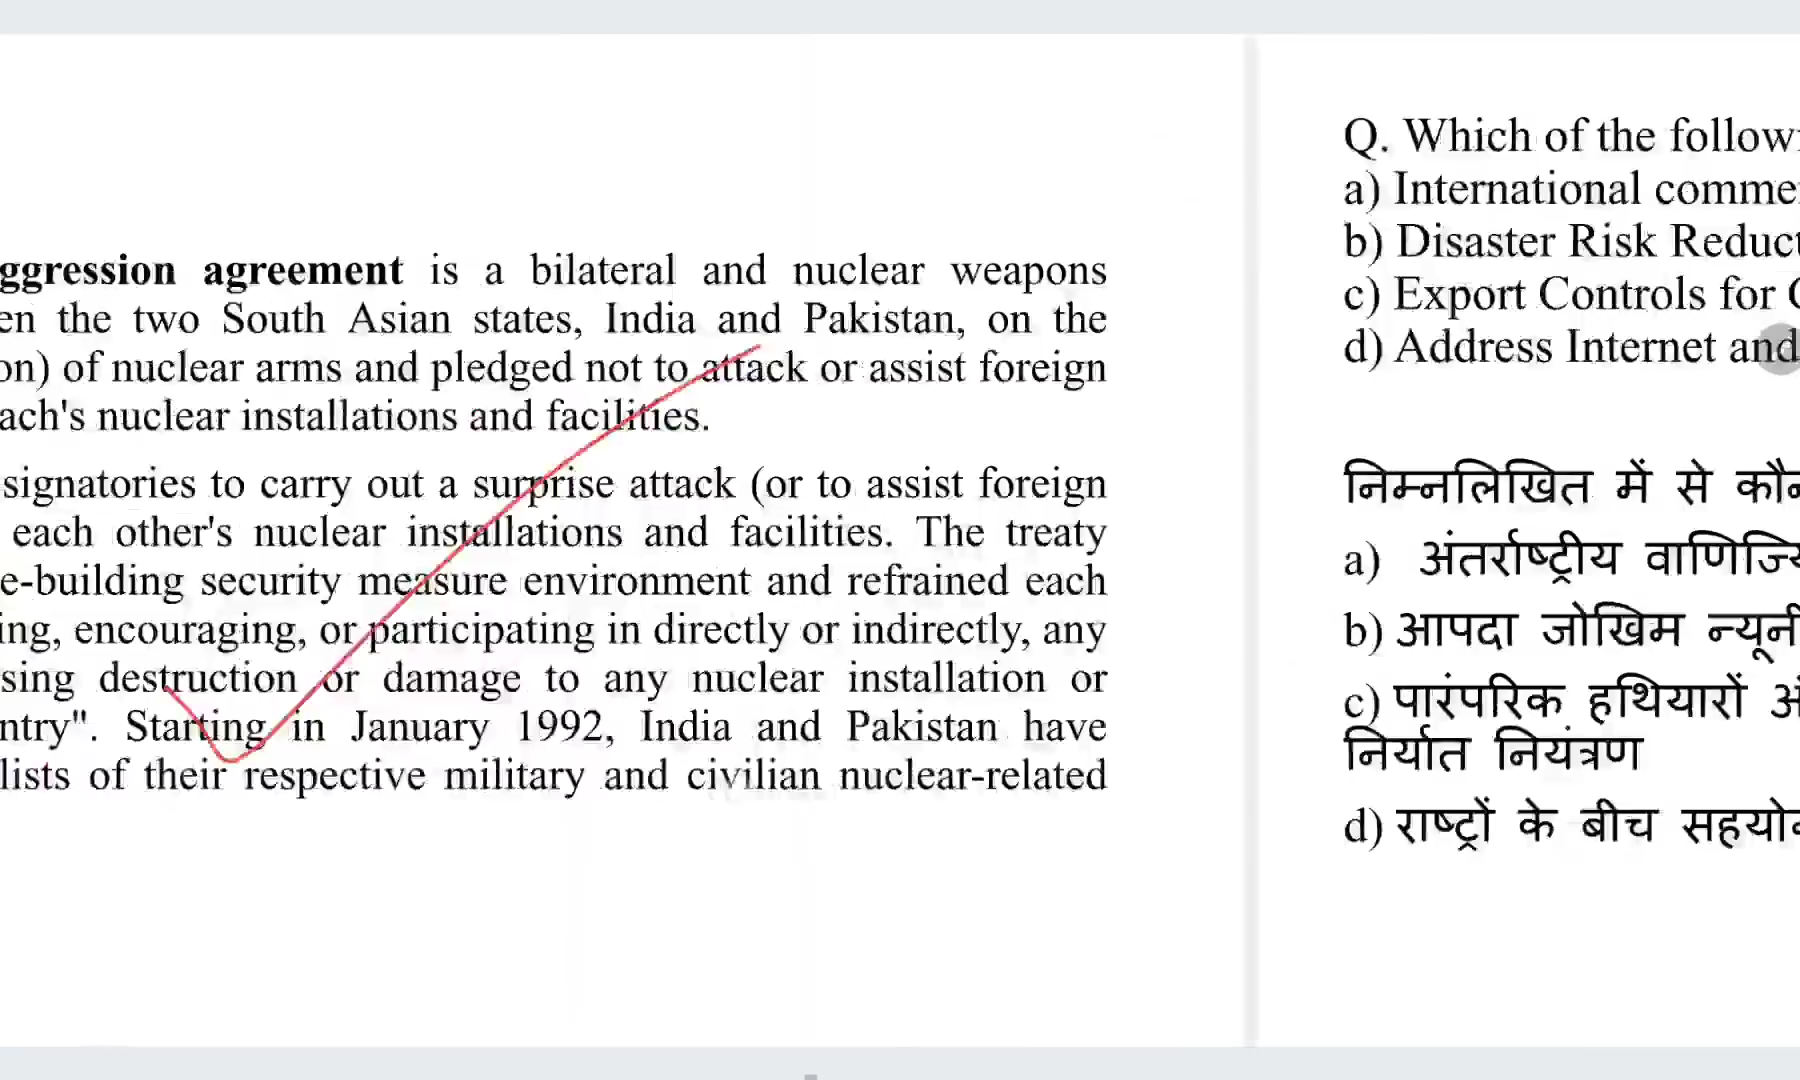 ggression agreement is a bilateral and nuclear weapons
en the two South Asian states, India and Pakistan, on the
on) of nuclear arms and pledged not to attack or assist foreign
ach's nuclear installations and facilities.
signatories to carry out a surprise attack (or to assist foreign
each other's nuclear installations and facilities. The treaty
e-building security measure environment and refrained each
ing, encouraging, or participating in directly or indirectly, any
sing destruction or damage to any nuclear installation or
ntry". Starting in January 1992, India and Pakistan have
lists of their respective military and civilian nuclear-related
Q. Which of the follow
a) International comme
b) Disaster Risk Reduct
c) Export Controls for
d) Address Internet and
निम्नलिखित में से कौन
a) अंतर्राष्ट्रीय वाणिज्यि
b) आपदा जोखिम न्यूनी
c) पारंपरिक हथियारों
निर्यात नियंत्रण
d) राष्ट्रों के बीच सहयो